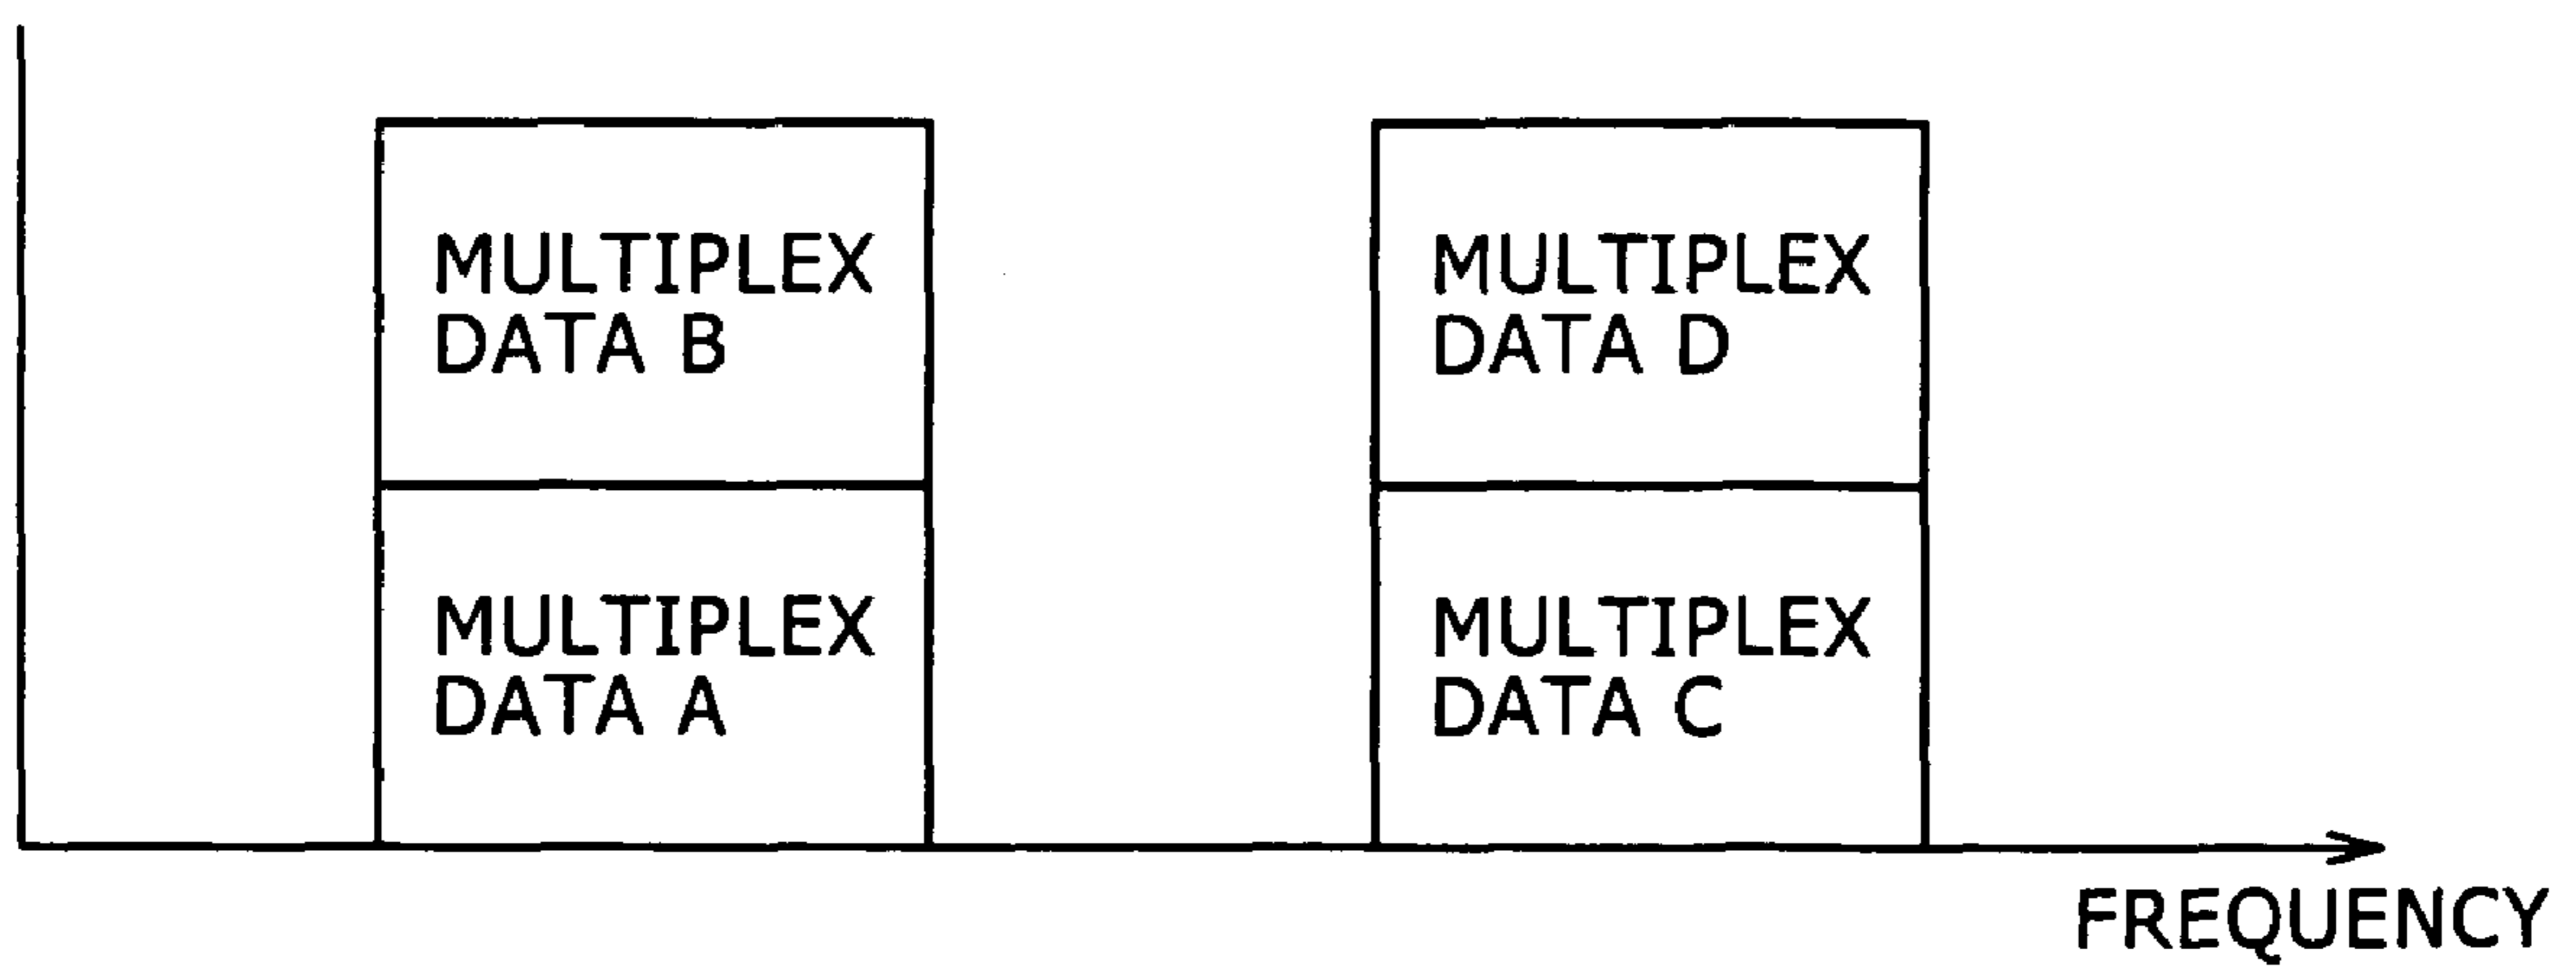 MULTIPLEX
DATA B
MULTIPLEX
DATA D
MULTIPLEX
DATA A
MULTIPLEX
DATA C
FREQUENCY